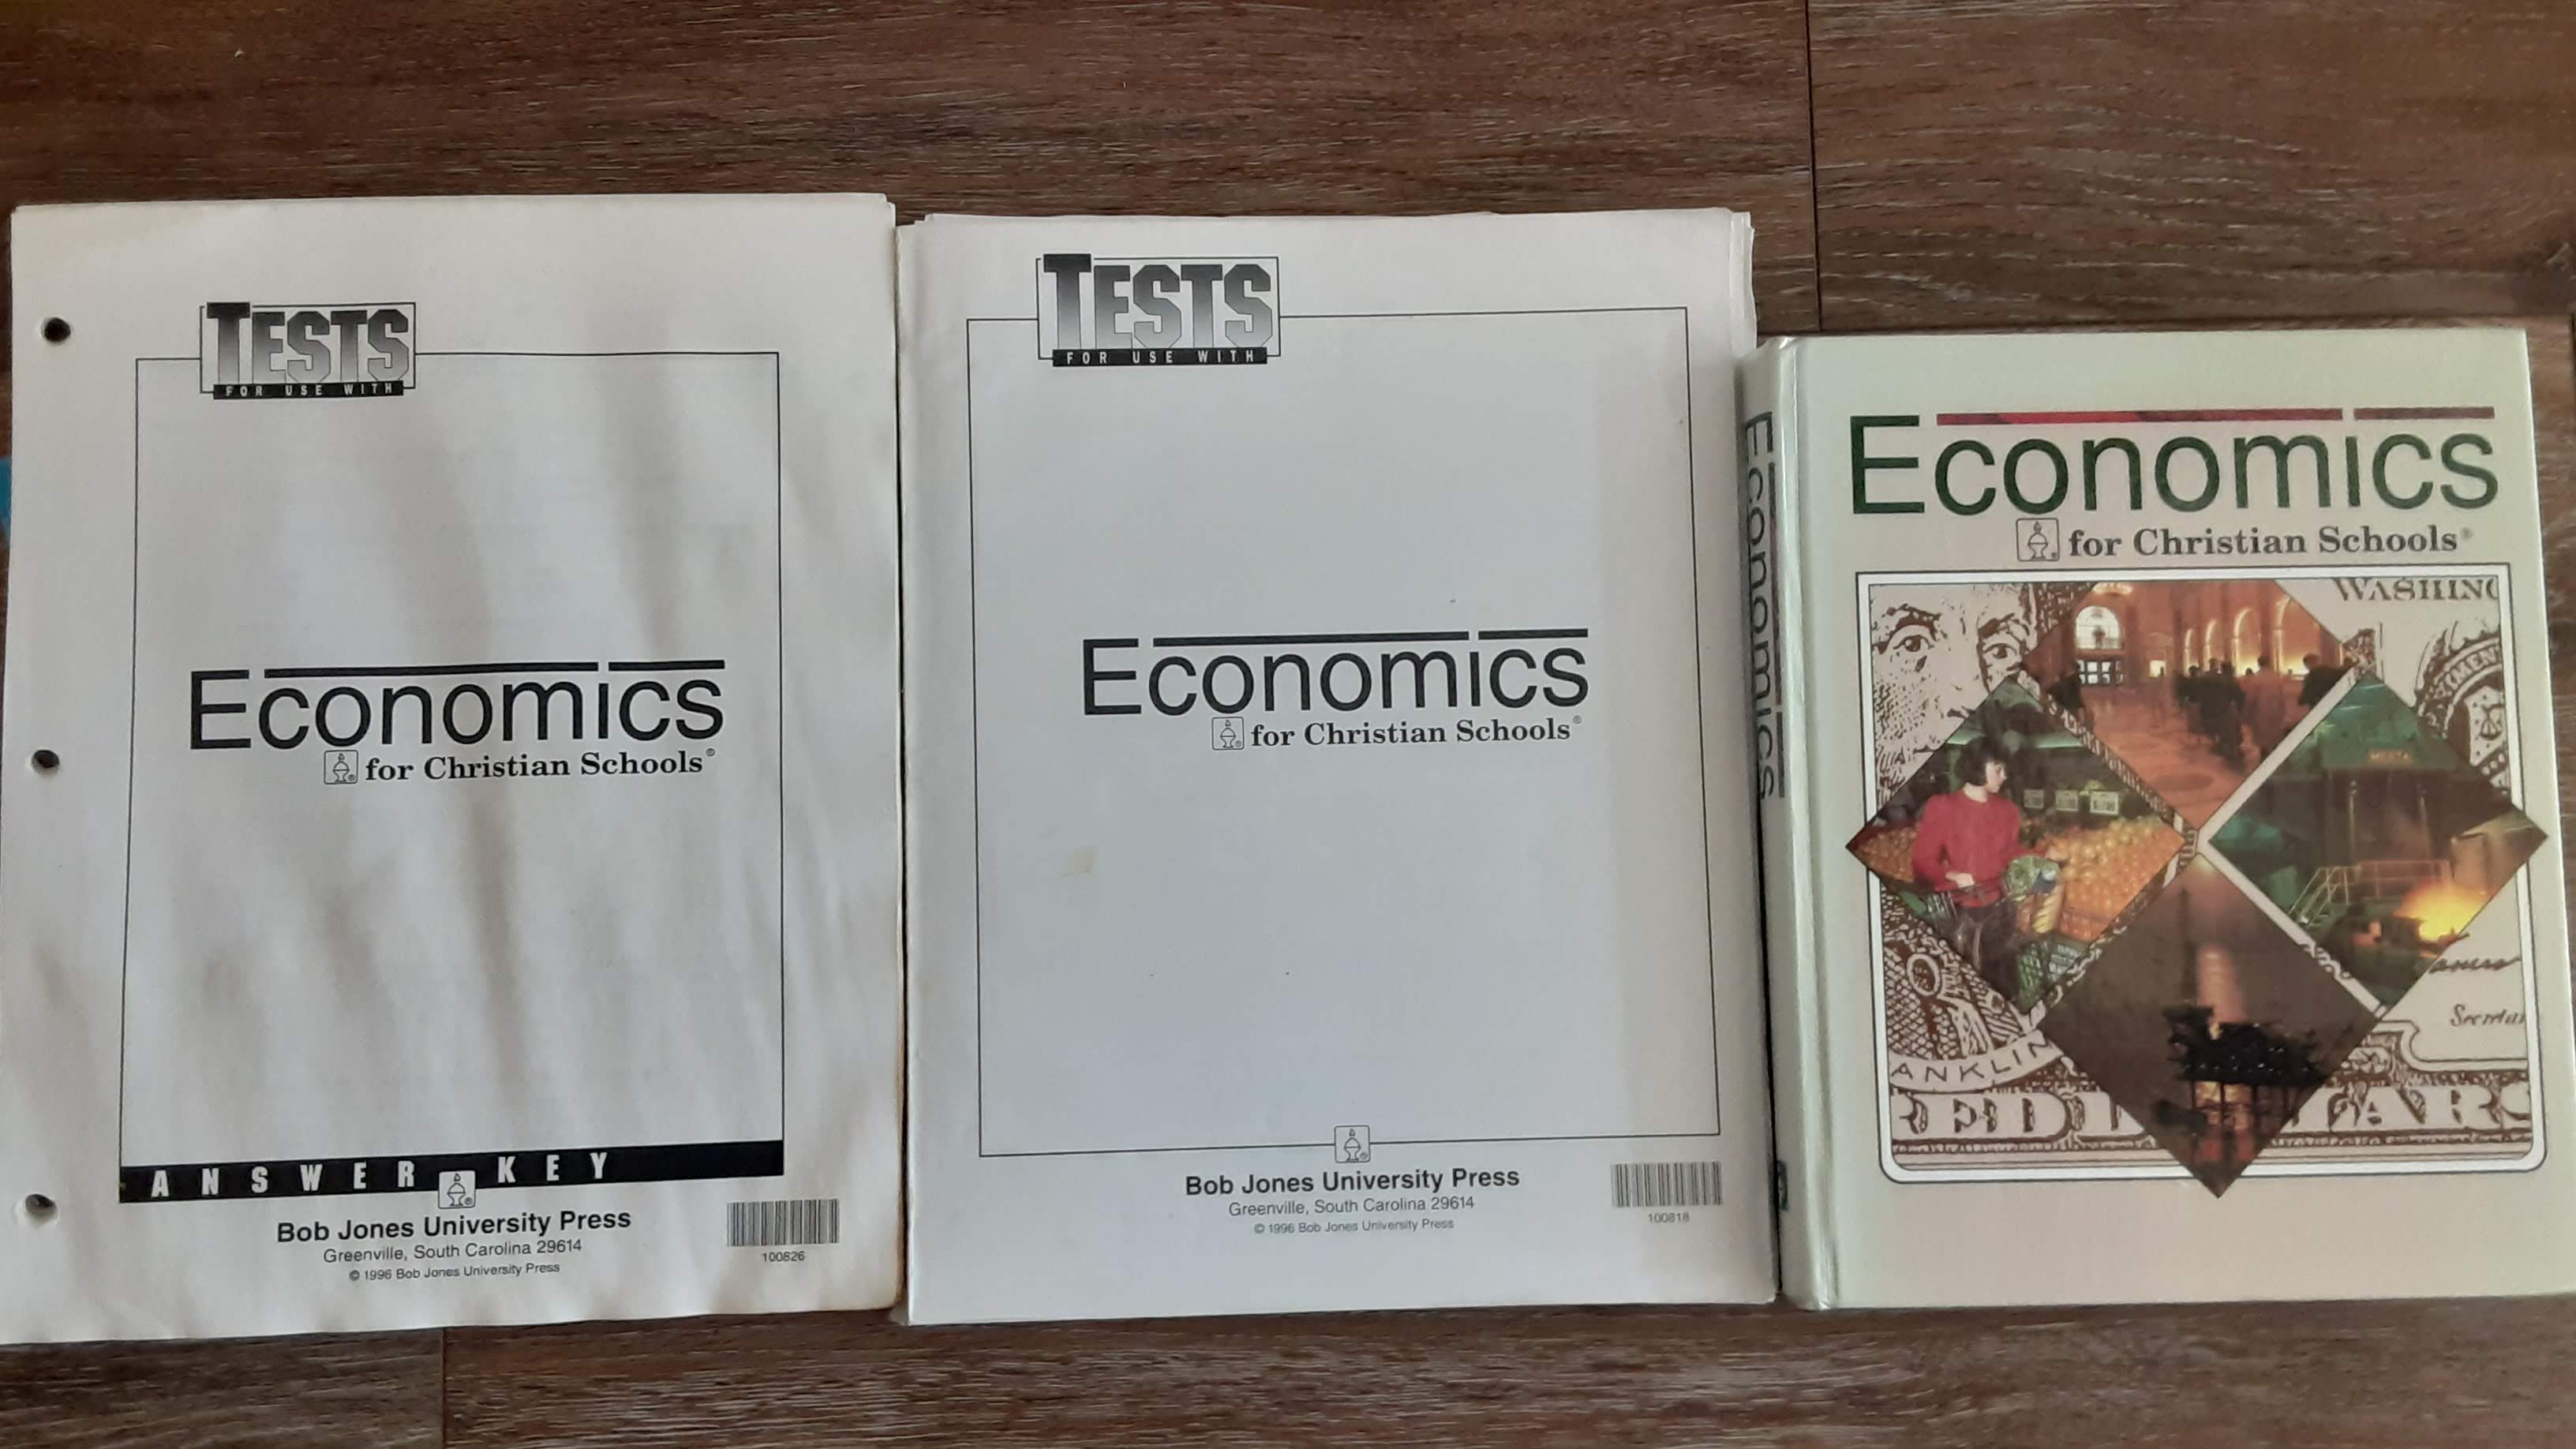 TESTS
FOR USE WITH
Economics
for Christian Schools®
ANSWER KEY
Bob Jones University Press
Greenville, South Carolina 29614
© 1996 Bob Jones University Press
100826
TESTS
FOR USE WITH
Economics
for Christian Schools®
Bob Jones University Press
Greenville, South Carolina 29614
© 1996 Bob Jones University Press
100818
Economics
Economics
for Christian Schools®
WASHING
ANKLIN